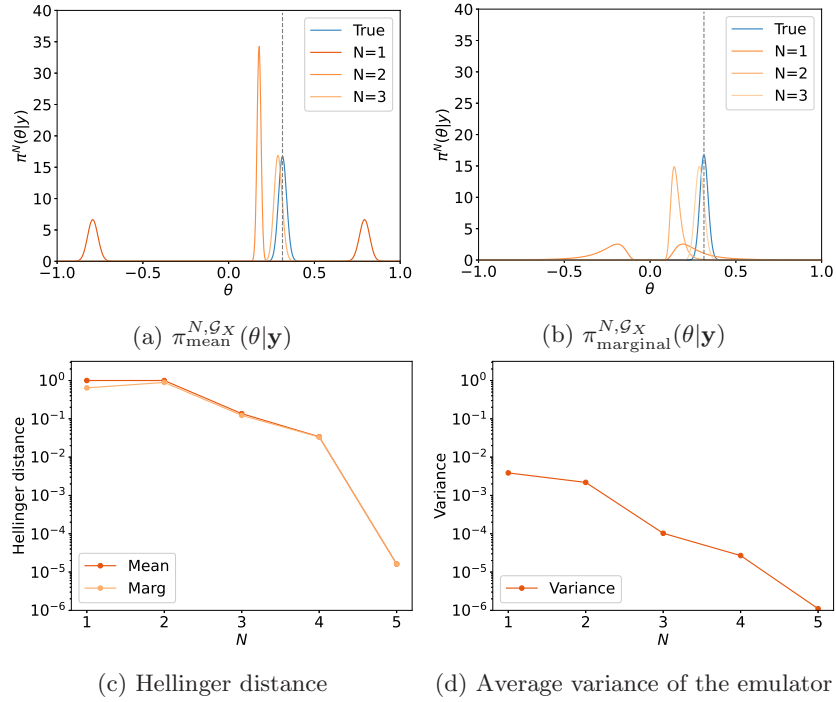 40
35
30
25
20
15
10
5
0
π^N(θ|y)
−1.0 −0.5 0.0 0.5 1.0
θ
True
N=1
N=2
N=3
(a) π_mean^{N,𝒢_X}(θ|𝐲)
40
35
30
25
20
15
10
5
0
π^N(θ|y)
−1.0 −0.5 0.0 0.5 1.0
θ
True
N=1
N=2
N=3
(b) π_marginal^{N,𝒢_X}(θ|𝐲)
10^0
10^−1
10^−2
10^−3
10^−4
10^−5
10^−6
Hellinger distance
Mean
Marg
1 2 3 4 5
N
(c) Hellinger distance
10^0
10^−1
10^−2
10^−3
10^−4
10^−5
10^−6
Variance
Variance
1 2 3 4 5
N
(d) Average variance of the emulator